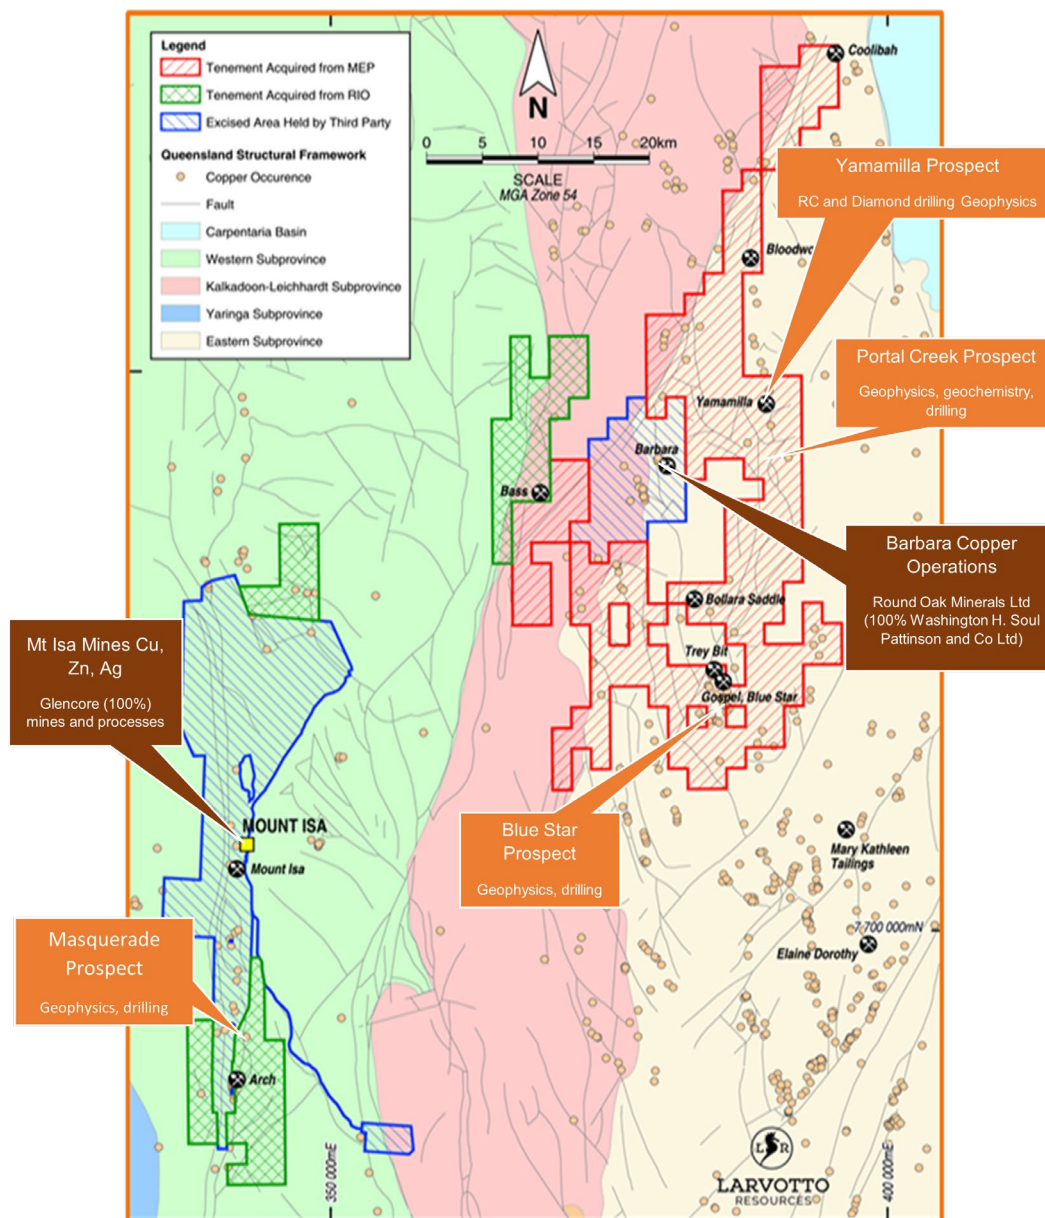 Legend
Tenement Acquired from MEP
Tenement Acquired from RIO
Excised Area Held by Third Party
Queensland Structural Framework
Copper Occurence
Fault
Carpentaria Basin
Western Subprovince
Kalkadoon-Leichhardt Subprovince
Yaringa Subprovince
Eastern Subprovince
N
0 5 10 15 20km
SCALE
MGA Zone 54
Coolibah
Yamamilla Prospect
RC and Diamond drilling Geophysics
Portal Creek Prospect
Geophysics, geochemistry,
drilling
Yamamilla
Barbara
Bass
Barbara Copper
Operations
Round Oak Minerals Ltd
(100% Washington H. Soul
Pattinson and Co Ltd)
Bollara Saddle
Trey Bit
Gospel, Blue Star
Mt Isa Mines Cu,
Zn, Ag
Glencore (100%)
mines and processes
MOUNT ISA
Mount Isa
Blue Star
Prospect
Geophysics, drilling
Mary Kathleen
Tailings
7 700 000mN
Elaine Dorothy
Masquerade
Prospect
Geophysics, drilling
Arch
350 000mE
400 000mE
LR
LARVOTTO
RESOURCES